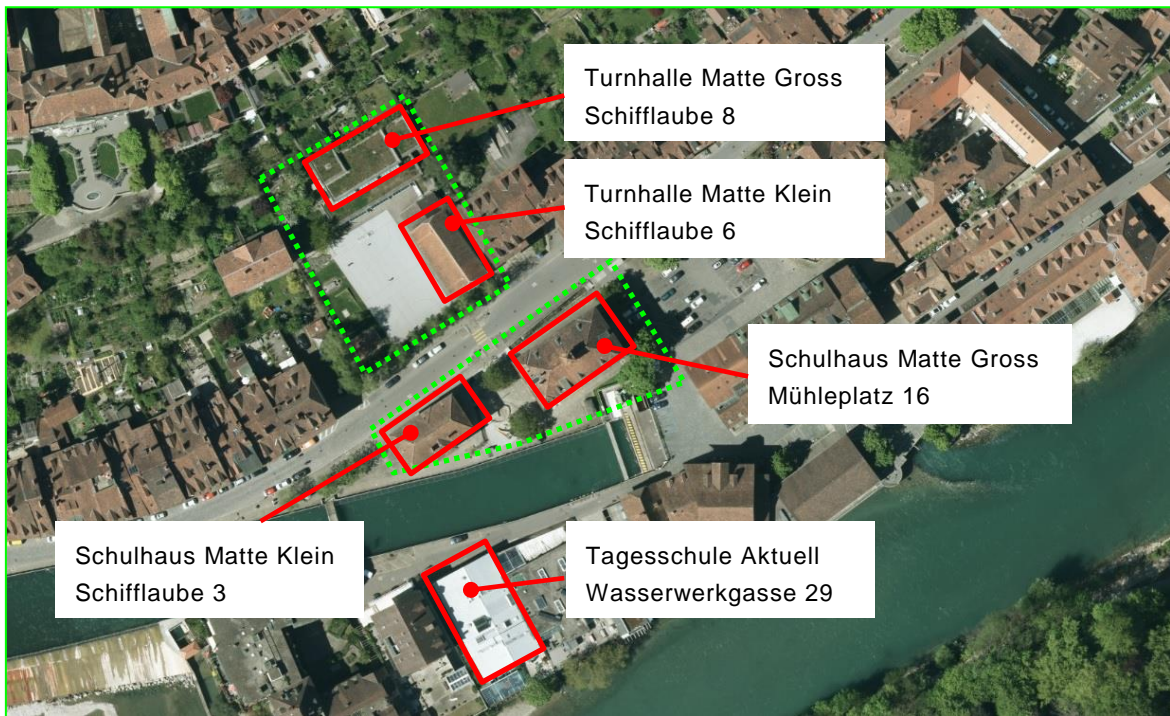 Turnhalle Matte Gross
Schifflaube 8
Turnhalle Matte Klein
Schifflaube 6
Schulhaus Matte Gross
Mühleplatz 16
Schulhaus Matte Klein
Schifflaube 3
Tagesschule Aktuell
Wasserwerkgasse 29